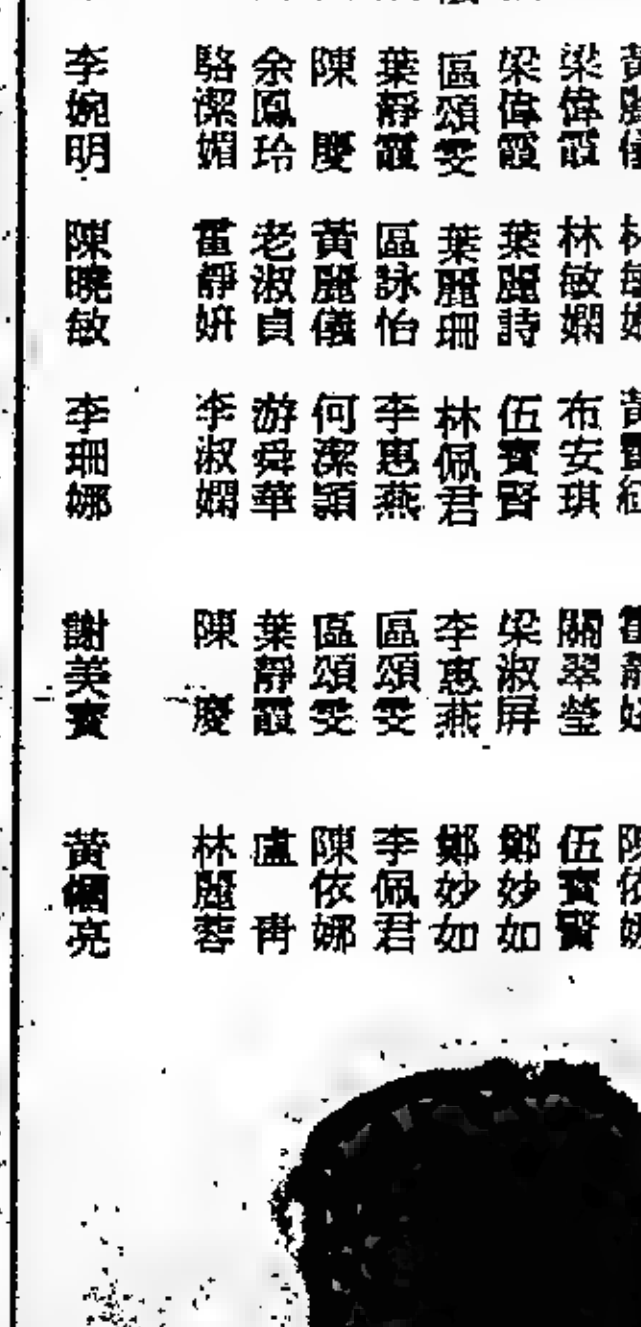 梁偉霞 林敏嫻 布安琪 關翠瑩 伍寶賢
梁偉霞 葉麗詩 伍寶賢 梁淑屏 鄭妙如
區頌雯 葉麗珊 林佩君 李惠燕 鄭妙如
葉靜霞 區詠怡 李惠燕 區頌雯 李佩君
陳慶 黃麗儀 何潔穎 區頌雯 陳依娜
余鳳玲 老淑貞 游舜華 葉靜霞 盧靑
駱潔媚 霍靜妍 李淑嫻 陳慶 林麗蓉
李婉明 陳曉敏 李珊娜 謝美寶